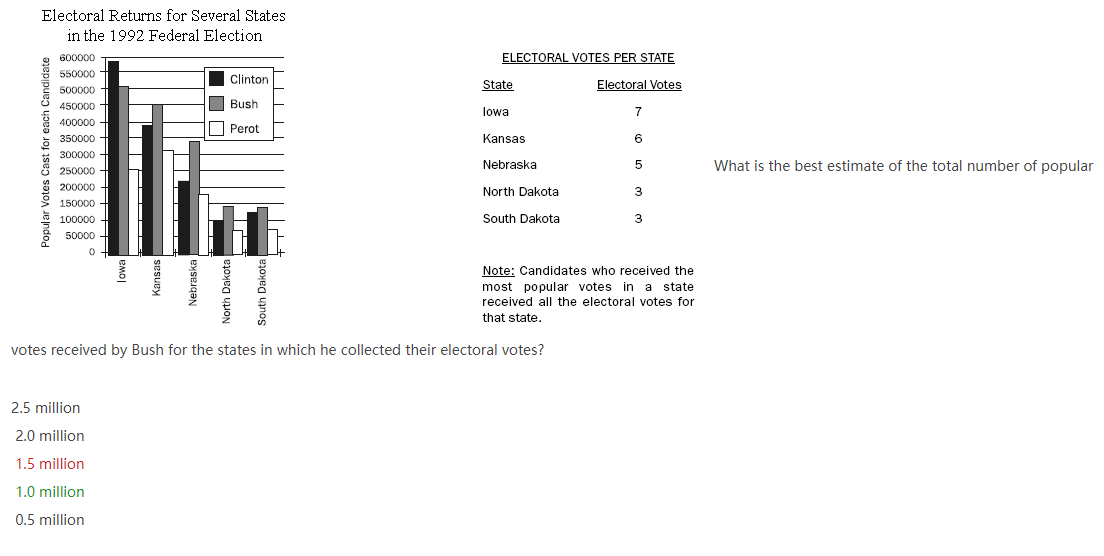 Electoral Returns for Several States
in the 1992 Federal Election
Popular Votes Cast for each Candidate
600000
550000
500000
450000
400000
350000
300000
250000
200000
150000
100000
50000
0
Clinton
Bush
Perot
Iowa
Kansas
Nebraska
North Dakota
South Dakota
ELECTORAL VOTES PER STATE
State Electoral Votes
Iowa 7
Kansas 6
Nebraska 5
North Dakota 3
South Dakota 3
Note: Candidates who received the
most popular votes in a state
received all the electoral votes for
that state.
What is the best estimate of the total number of popular
votes received by Bush for the states in which he collected their electoral votes?
2.5 million
2.0 million
1.5 million
1.0 million
0.5 million